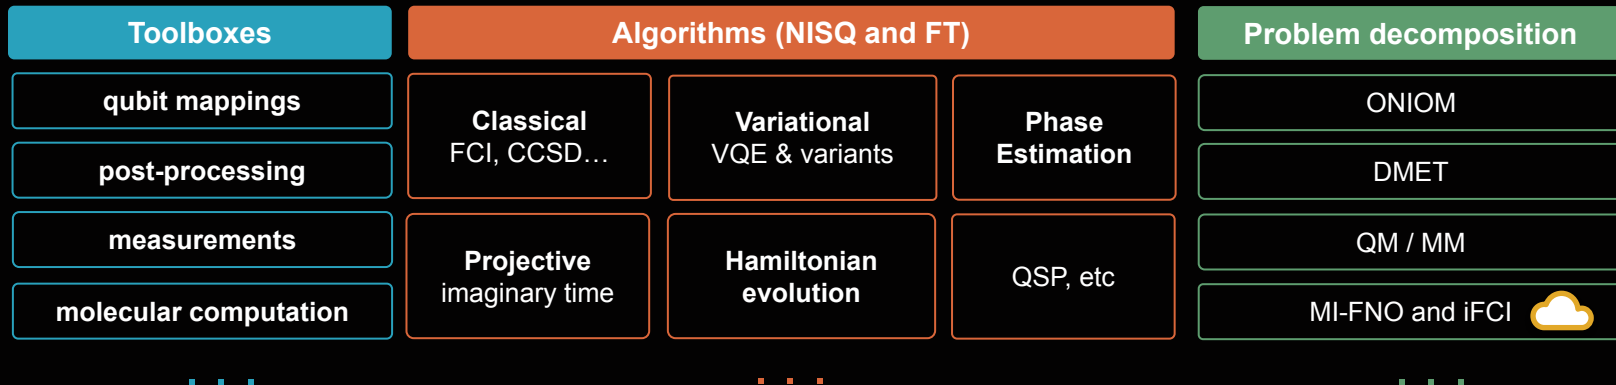 Toolboxes
qubit mappings
post-processing
measurements
molecular computation
Algorithms (NISQ and FT)
Classical
FCI, CCSD…
Variational
VQE & variants
Phase
Estimation
Projective
imaginary time
Hamiltonian
evolution
QSP, etc
Problem decomposition
ONIOM
DMET
QM / MM
MI-FNO and iFCI